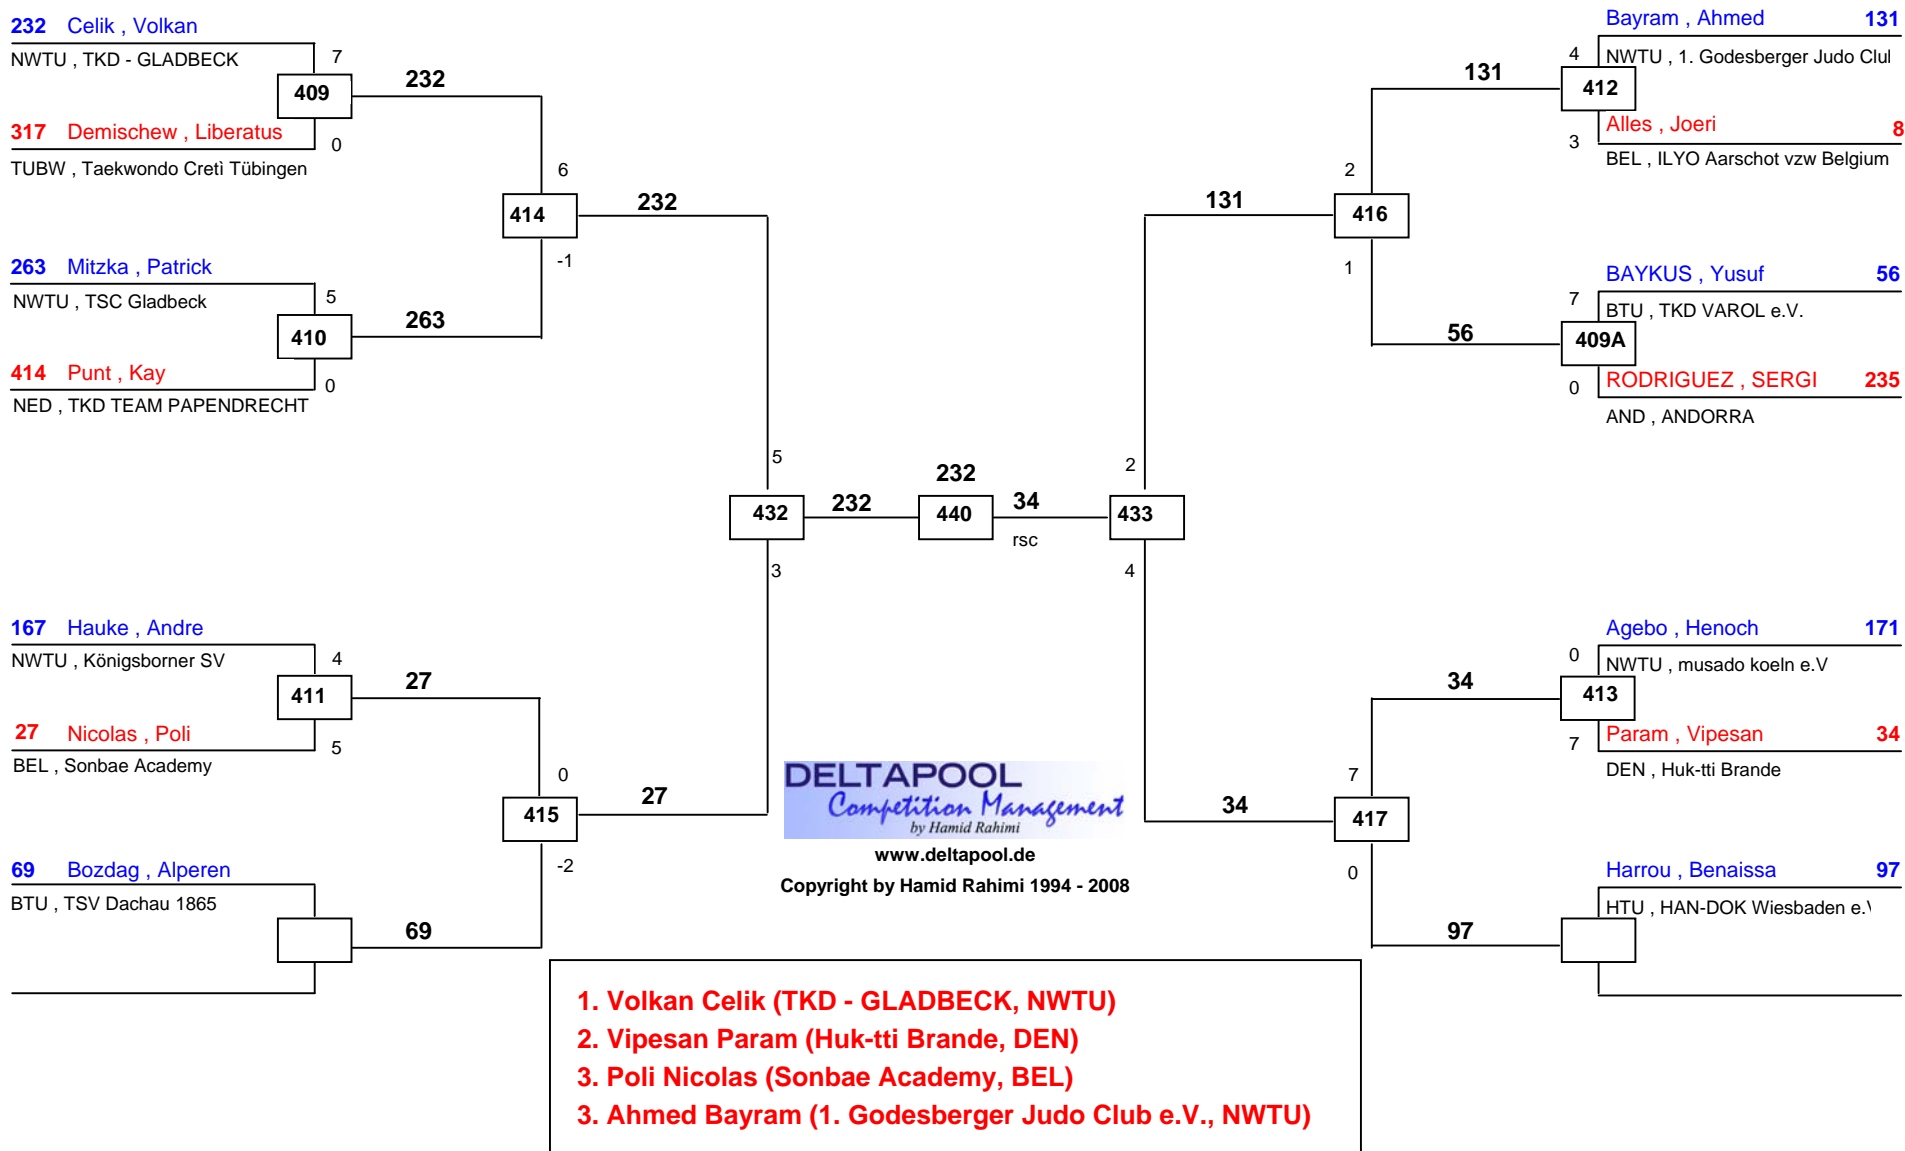 232 Celik , Volkan
NWTU , TKD - GLADBECK
7
409
232
317 Demischew , Liberatus
0
TUBW , Taekwondo Cretì Tübingen
6
414
232
-1
263 Mitzka , Patrick
NWTU , TSC Gladbeck
5
410
263
414 Punt , Kay
0
NED , TKD TEAM PAPENDRECHT
5
432
232
3
167 Hauke , Andre
NWTU , Königsborner SV
4
411
27
27 Nicolas , Poli
5
BEL , Sonbae Academy
0
415
27
-2
69 Bozdag , Alperen
BTU , TSV Dachau 1865
69
232
440
34
rsc
2
433
4
Bayram , Ahmed 131
4
NWTU , 1. Godesberger Judo Clul
131
412
Alles , Joeri 8
3
BEL , ILYO Aarschot vzw Belgium
2
131
416
1
BAYKUS , Yusuf 56
7
BTU , TKD VAROL e.V.
56
409A
RODRIGUEZ , SERGI 235
0
AND , ANDORRA
Agebo , Henoch 171
0
NWTU , musado koeln e.V
34
413
Param , Vipesan 34
7
DEN , Huk-tti Brande
7
34
417
0
Harrou , Benaissa 97
HTU , HAN-DOK Wiesbaden e.V
97
DELTAPOOL
Competition Management
by Hamid Rahimi
www.deltapool.de
Copyright by Hamid Rahimi 1994 - 2008
1. Volkan Celik (TKD - GLADBECK, NWTU)
2. Vipesan Param (Huk-tti Brande, DEN)
3. Poli Nicolas (Sonbae Academy, BEL)
3. Ahmed Bayram (1. Godesberger Judo Club e.V., NWTU)